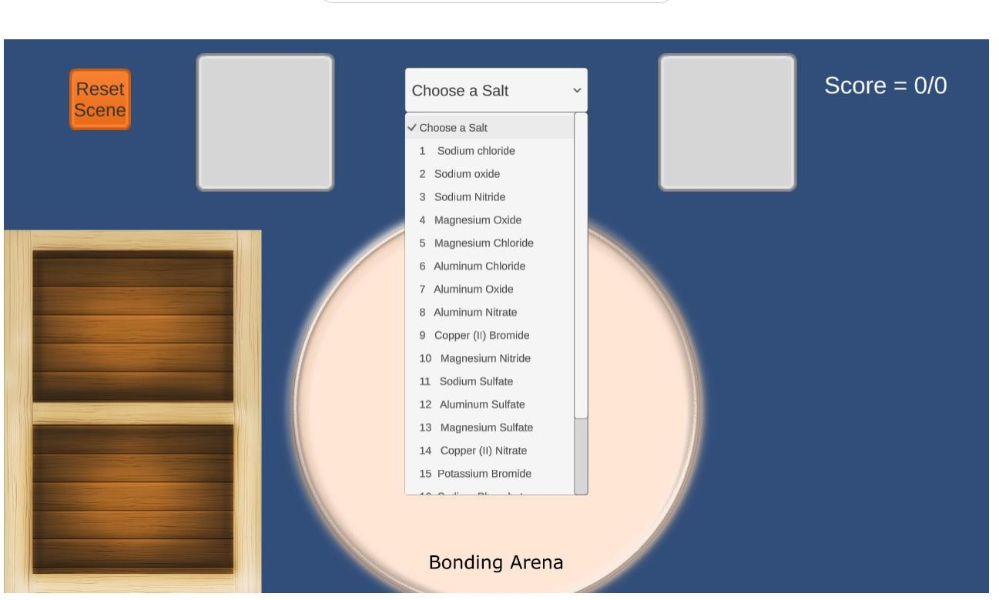 Reset
Scene
Choose a Salt
Score = 0/0
Choose a Salt
1 Sodium chloride
2 Sodium oxide
3 Sodium Nitride
4 Magnesium Oxide
5 Magnesium Chloride
6 Aluminum Chloride
7 Aluminum Oxide
8 Aluminum Nitrate
9 Copper (II) Bromide
10 Magnesium Nitride
11 Sodium Sulfate
12 Aluminum Sulfate
13 Magnesium Sulfate
14 Copper (II) Nitrate
15 Potassium Bromide
Bonding Arena